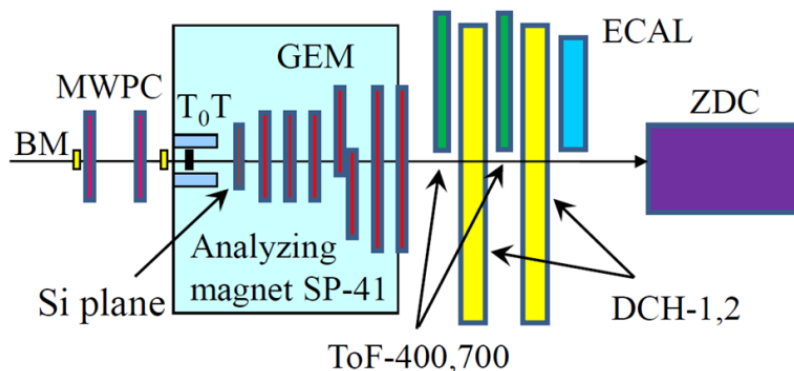 ECAL
GEM
MWPC
T₀T
ZDC
BM
Analyzing
magnet SP-41
Si plane
DCH-1,2
ToF-400,700